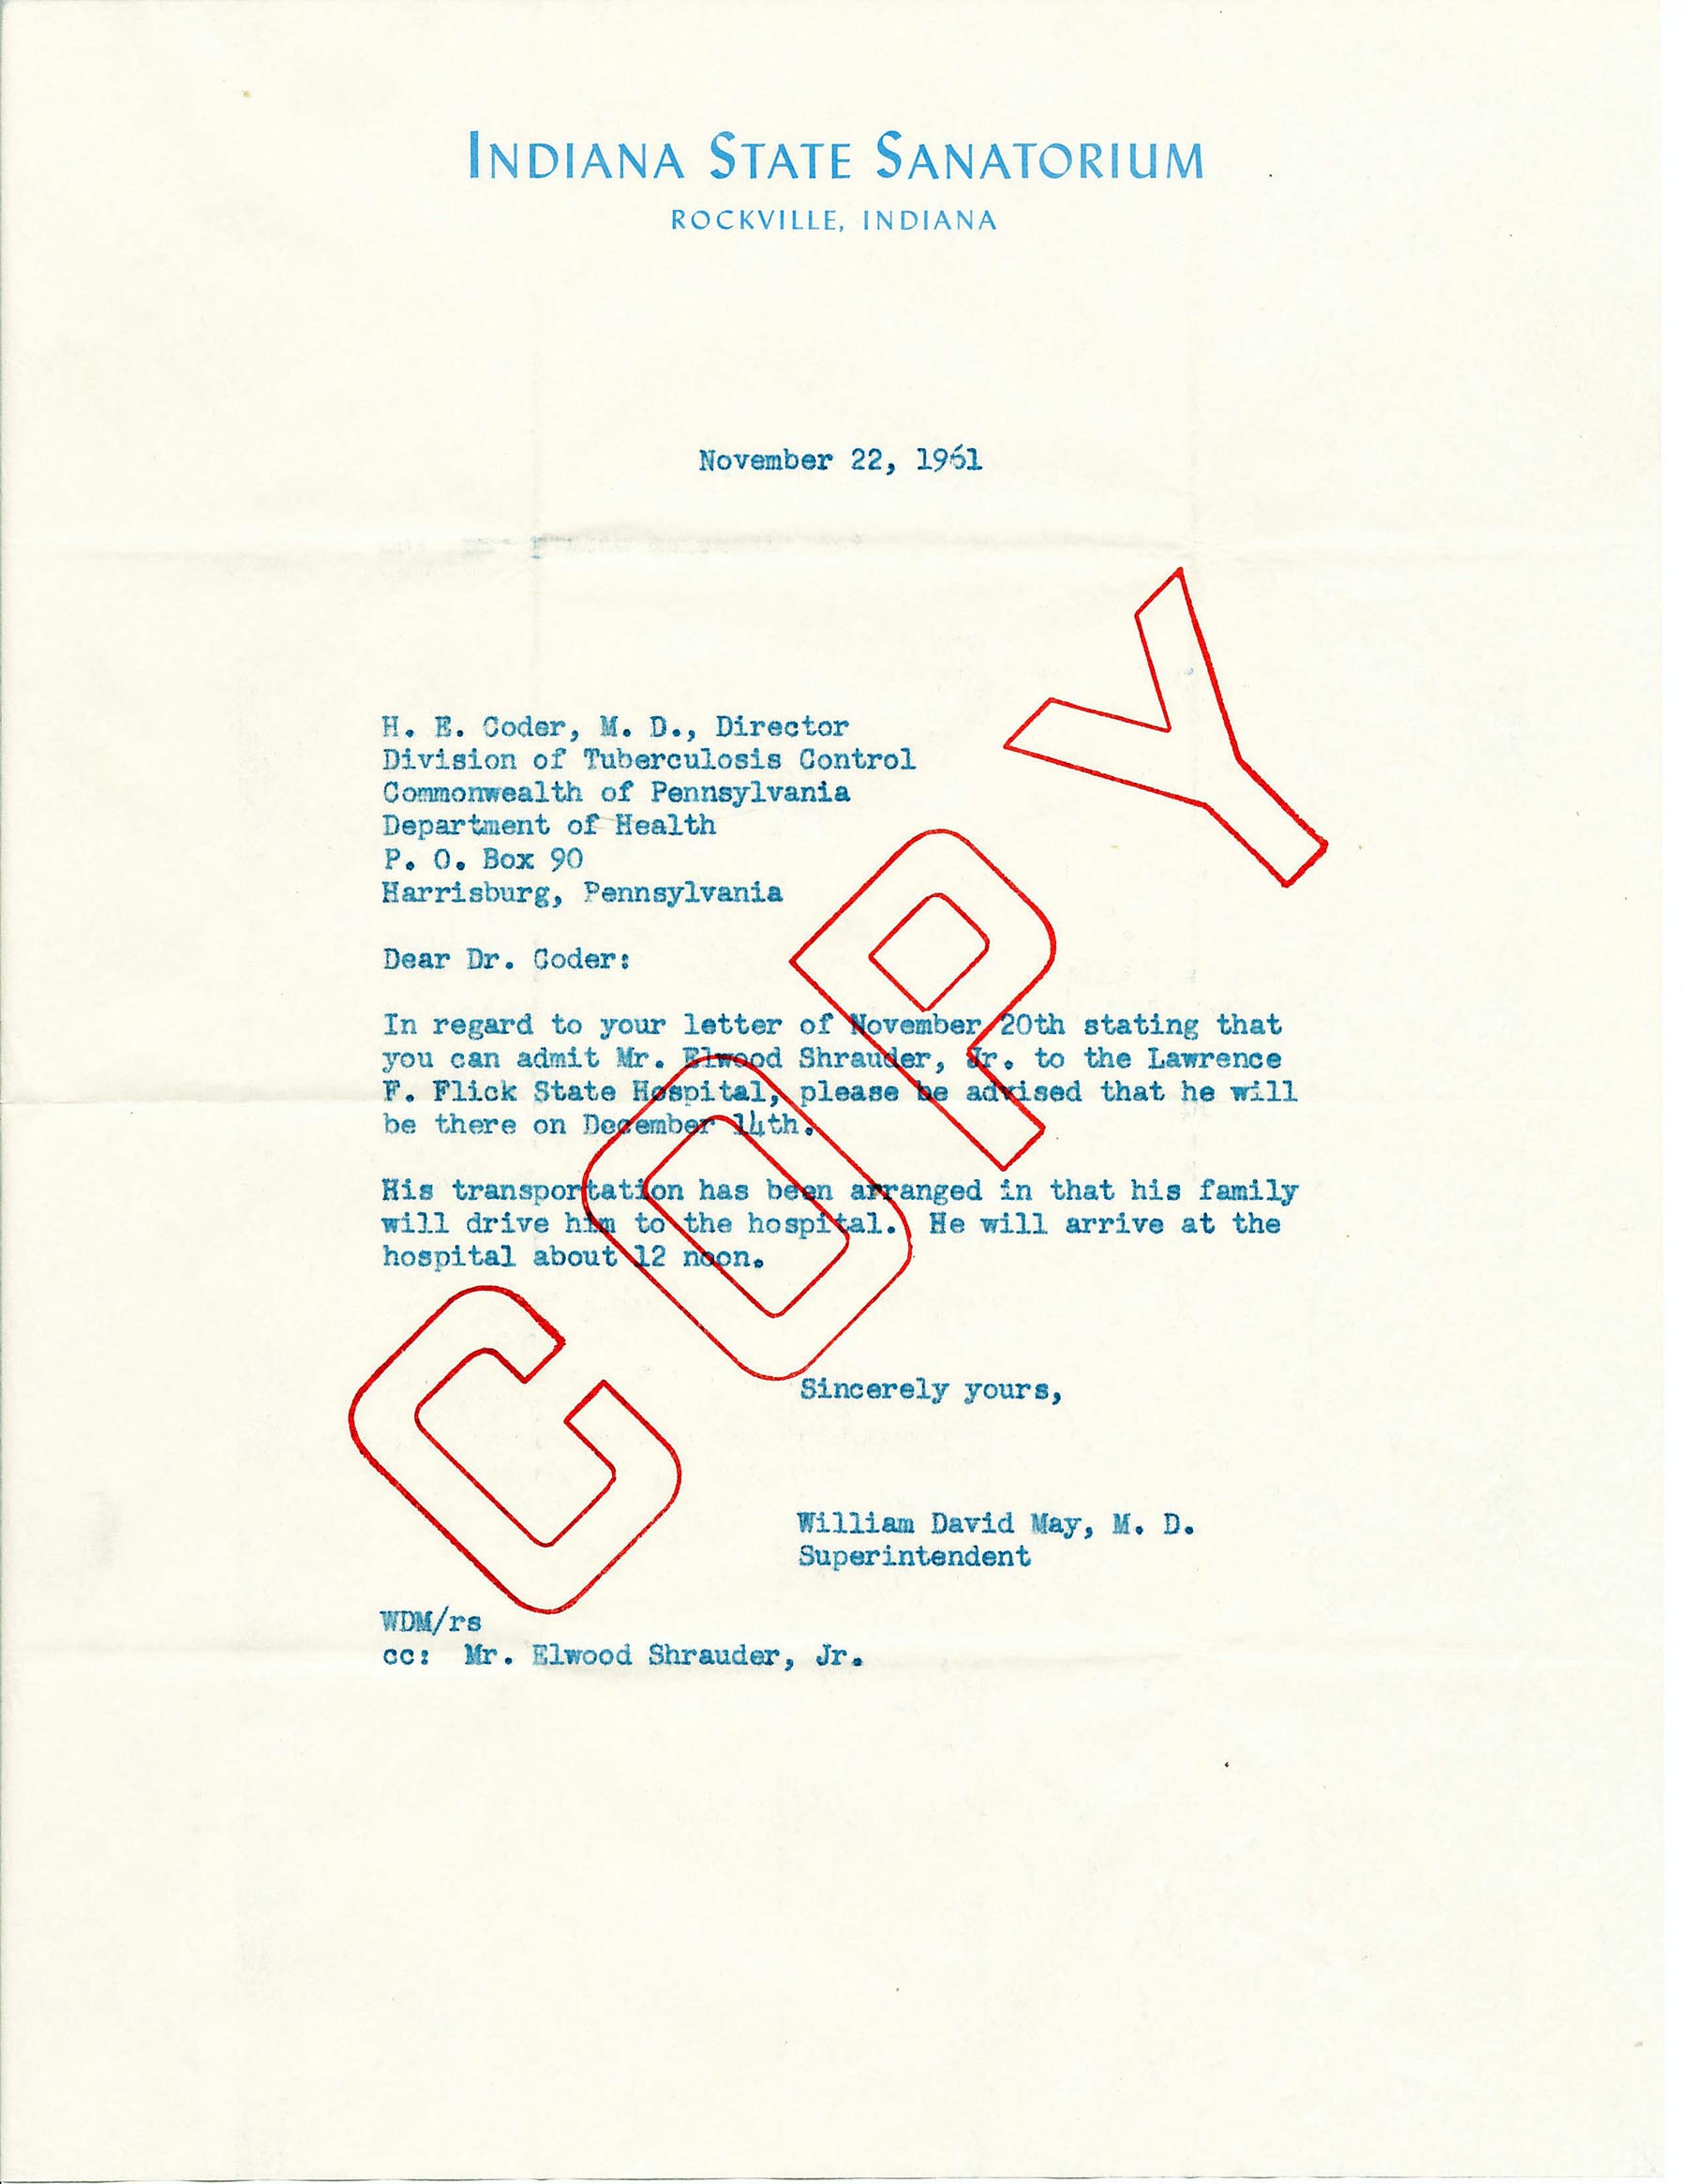 INDIANA STATE SANATORIUM
ROCKVILLE, INDIANA
November 22, 1961
H. E. Coder, M. D., Director
Division of Tuberculosis Control
Commonwealth of Pennsylvania
Department of Health
P. O. Box 90
Harrisburg, Pennsylvania
Dear Dr. Coder:
In regard to your letter of November 20th stating that
you can admit Mr. Elwood Shrauder, Jr. to the Lawrence
F. Flick State Hospital, please be advised that he will
be there on December 14th.
His transportation has been arranged in that his family
will drive him to the hospital.  He will arrive at the
hospital about 12 noon.
Sincerely yours,
William David May, M. D.
Superintendent
WDM/rs
cc:  Mr. Elwood Shrauder, Jr.
COPY